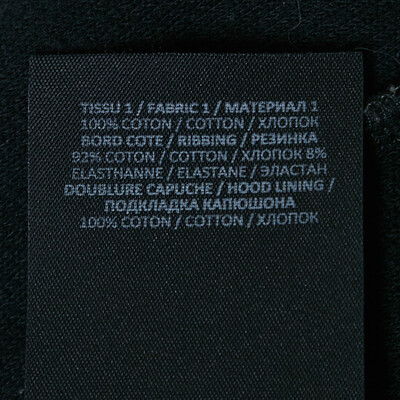 TISSU 1 / FABRIC 1 / МАТЕРИАЛ 1
100% COTON / COTTON / ХЛОПОК
BORD COTE / RIBBING / РЕЗИНКА
92% COTON / COTTON / ХЛОПОК 8%
ELASTHANNE / ELASTANE / ЭЛАСТАН
DOUBLURE CAPUCHE / HOOD LINING /
ПОДКЛАДКА КАПЮШОНА
100% COTON / COTTON / ХЛОПОК